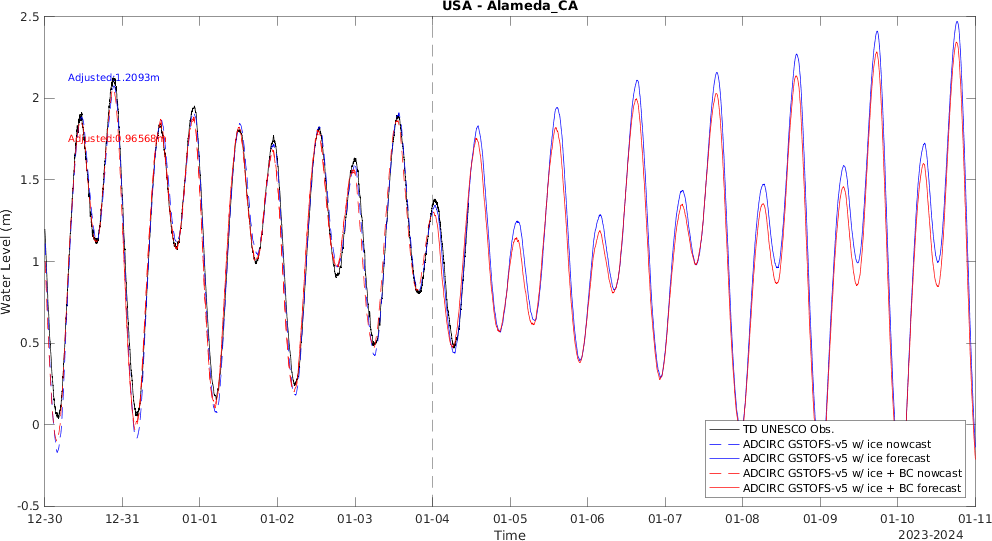 USA - Alameda_CA
2.5
2
1.5
1
0.5
0
-0.5
Water Level (m)
Adjusted:1.2093m
Adjusted:0.96568m
TD UNESCO Obs.
ADCIRC GSTOFS-v5 w/ ice nowcast
ADCIRC GSTOFS-v5 w/ ice forecast
ADCIRC GSTOFS-v5 w/ ice + BC nowcast
ADCIRC GSTOFS-v5 w/ ice + BC forecast
12-30 12-31 01-01 01-02 01-03 01-04 01-05 01-06 01-07 01-08 01-09 01-10 01-11
Time
2023-2024